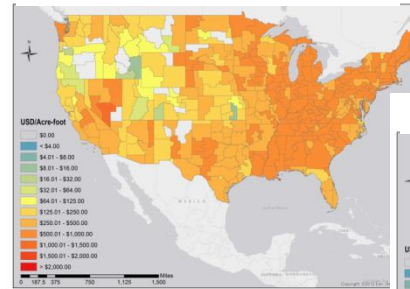 USD/Acre-foot
$0.00
< $4.00
$4.01 - $8.00
$8.01 - $16.00
$16.01 - $32.00
$32.01 - $64.00
$64.01 - $125.00
$125.01 - $250.00
$250.01 - $500.00
$500.01 - $1,000.00
$1,000.01 - $1,500.00
$1,500.01 - $2,000.00
> $2,000.00
MEXICO
Miles
0 187.5 375 750 1,125 1,500